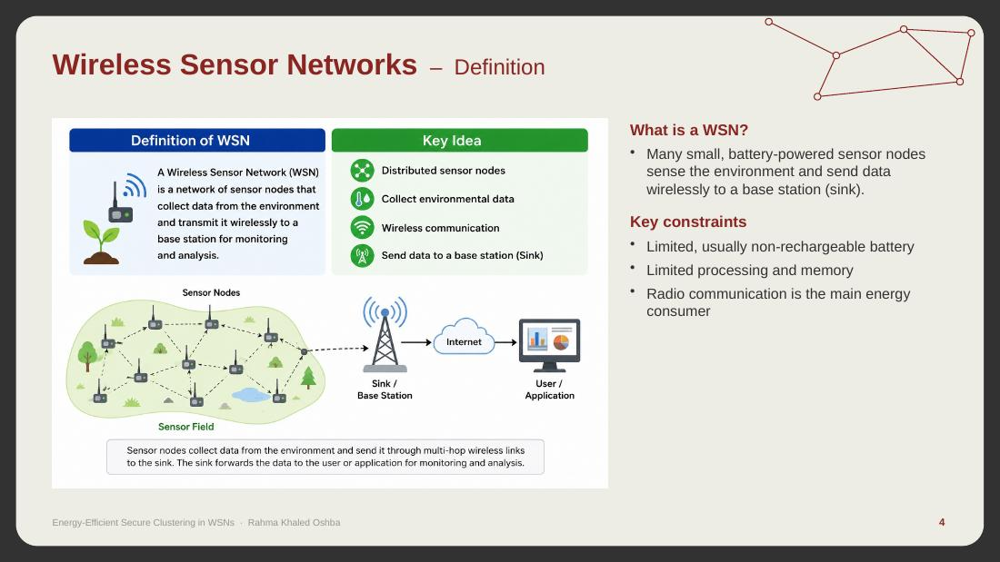 Wireless Sensor Networks – Definition
Definition of WSN
A Wireless Sensor Network (WSN)
is a network of sensor nodes that
collect data from the environment
and transmit it wirelessly to a
base station for monitoring
and analysis.
Key Idea
Distributed sensor nodes
Collect environmental data
Wireless communication
Send data to a base station (Sink)
Sensor Nodes
Sensor Field
Sink /
Base Station
Internet
User /
Application
Sensor nodes collect data from the environment and send it through multi-hop wireless links
to the sink. The sink forwards the data to the user or application for monitoring and analysis.
What is a WSN?
• Many small, battery-powered sensor nodes
sense the environment and send data
wirelessly to a base station (sink).
Key constraints
• Limited, usually non-rechargeable battery
• Limited processing and memory
• Radio communication is the main energy
consumer
Energy-Efficient Secure Clustering in WSNs · Rahma Khaled Oshba
4